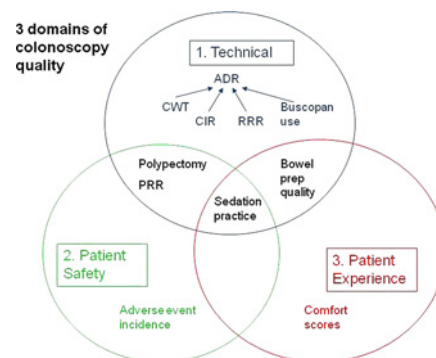 3 domains of
colonoscopy
quality
1. Technical
ADR
CWT
CIR
RRR
Buscopan
use
Polypectomy
PRR
Bowel
prep
quality
Sedation
practice
2. Patient
Safety
3. Patient
Experience
Adverse event
incidence
Comfort
scores